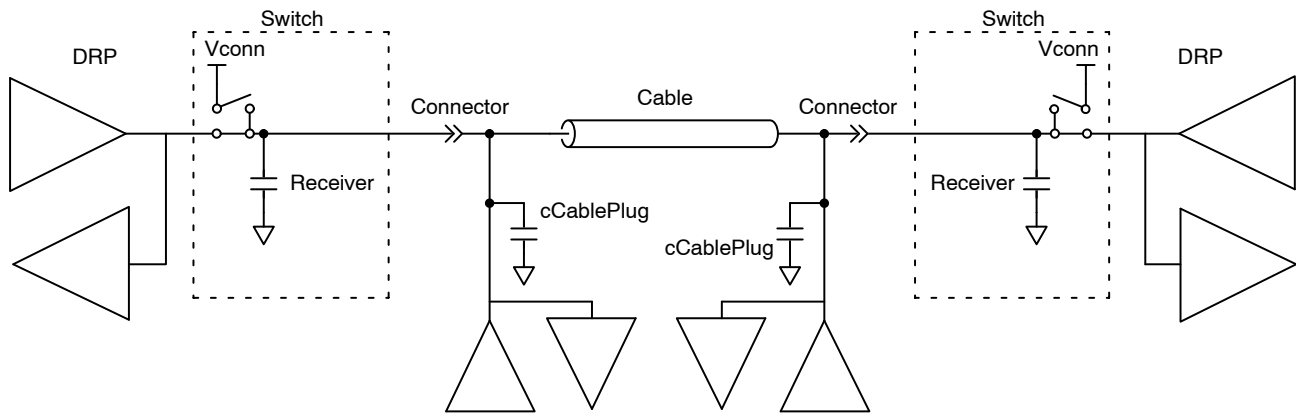 Switch
Switch
DRP
Vconn
Vconn
DRP
Connector
Cable
Connector
Receiver
Receiver
cCablePlug
cCablePlug